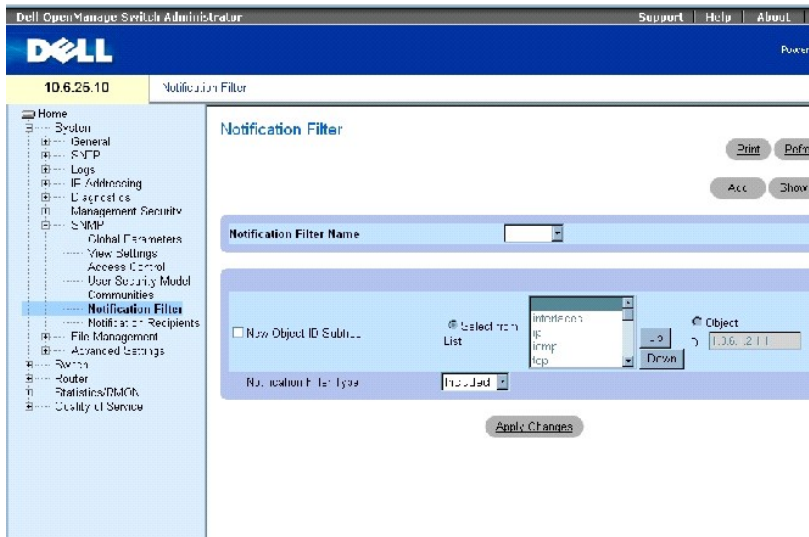 Dell OpenManage Switch Administrator
Support | Help | About |
DELL
10.6.25.10
Notification Filter
Home
System
General
SNTP
Logs
IP Addressing
Diagnostics
Management Security
SNMP
Global Parameters
View Settings
Access Control
User Security Model
Communities
Notification Filter
Notification Recipients
File Management
Advanced Settings
Switch
Router
Statistics/RMON
Quality of Service
Notification Filter
Print
Add Show
Notification Filter Name
New Object ID Subtree
Select from List
interfaces
ip
icmp
tcp
Up
Down
Object
Notification Filter Type
Included
Apply Changes